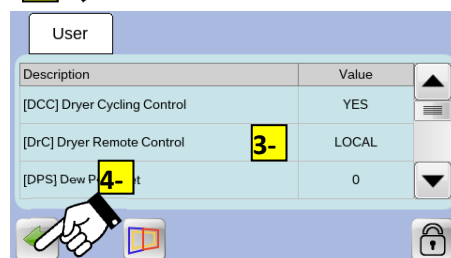 User
Description Value
[DCC] Dryer Cycling Control YES
[DrC] Dryer Remote Control 3- LOCAL
[DPS] Dew 4- 0